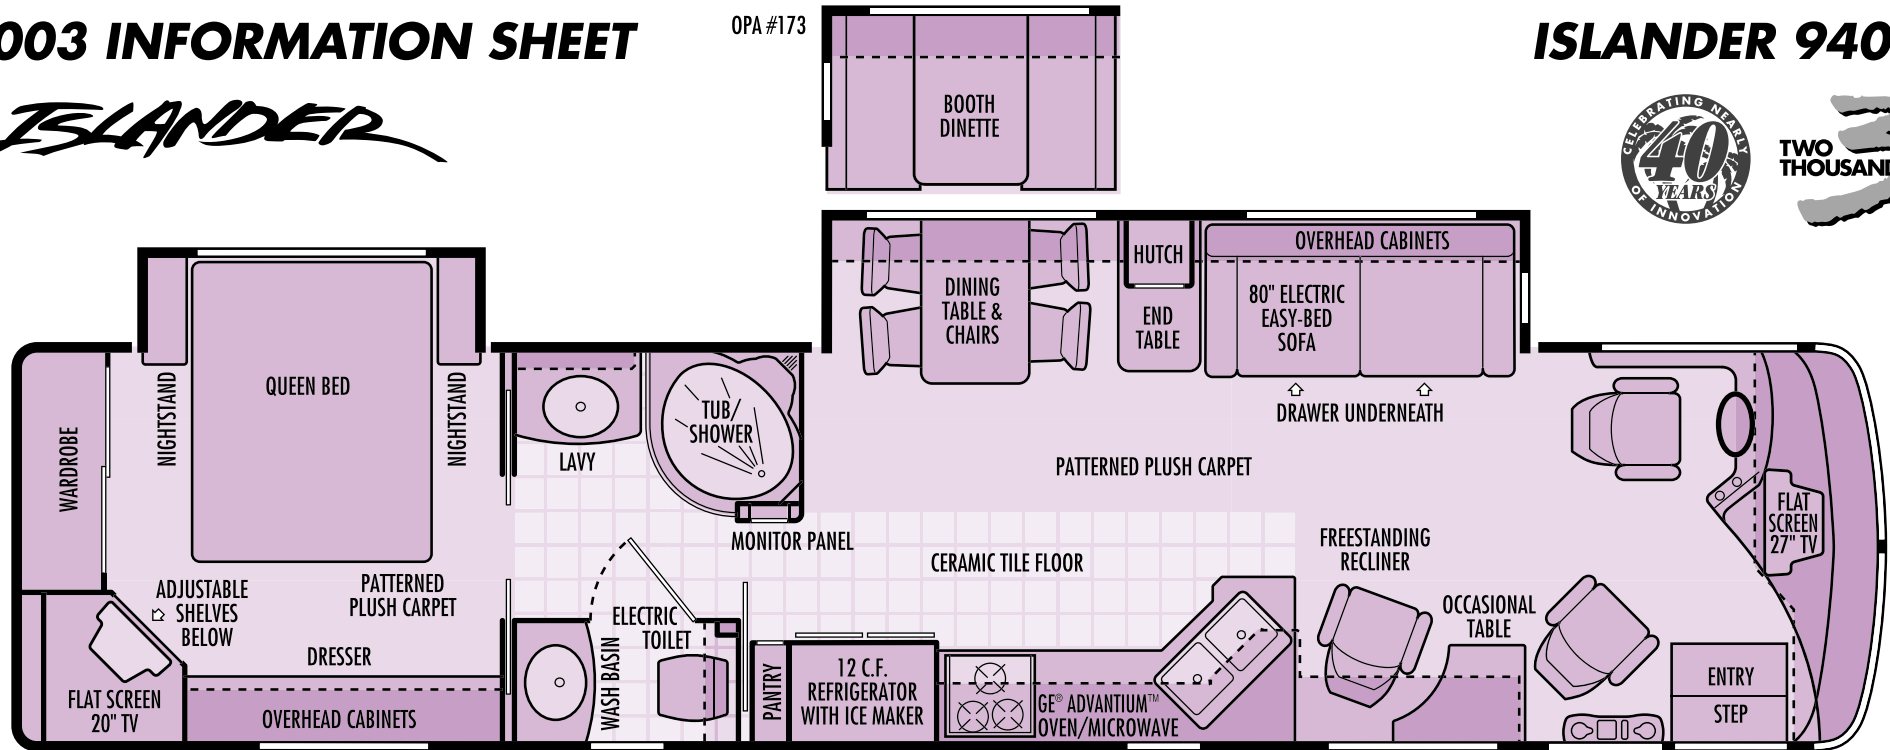 003 INFORMATION SHEET
OPA #173
ISLANDER 940
ISLANDER
CELEBRATING NEARLY
40
YEARS
OF INNOVATION
TWO
THOUSAND
BOOTH
DINETTE
DINING
TABLE &
CHAIRS
HUTCH
END
TABLE
OVERHEAD CABINETS
80" ELECTRIC
EASY-BED
SOFA
DRAWER UNDERNEATH
WARDROBE
NIGHTSTAND
QUEEN BED
NIGHTSTAND
LAVY
TUB/
SHOWER
PATTERNED PLUSH CARPET
FLAT
SCREEN
27" TV
MONITOR PANEL
CERAMIC TILE FLOOR
FREESTANDING
RECLINER
ADJUSTABLE
SHELVES
BELOW
PATTERNED
PLUSH CARPET
ELECTRIC
TOILET
OCCASIONAL
TABLE
DRESSER
FLAT SCREEN
20" TV
OVERHEAD CABINETS
WASH BASIN
PANTRY
12 C.F.
REFRIGERATOR
WITH ICE MAKER
GE® ADVANTIUM™
OVEN/MICROWAVE
ENTRY
STEP